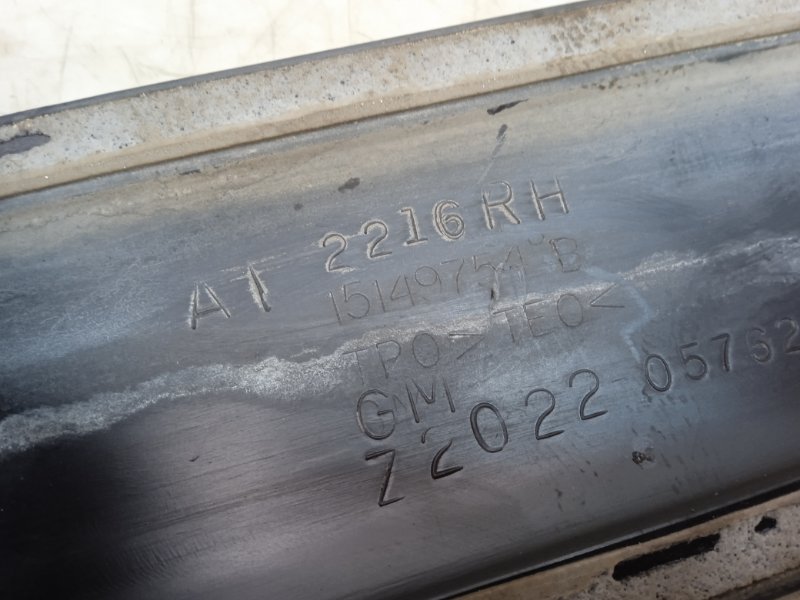 A1 2216RH
15149754 B
TPO>TEO<
GM
Z2022 05762